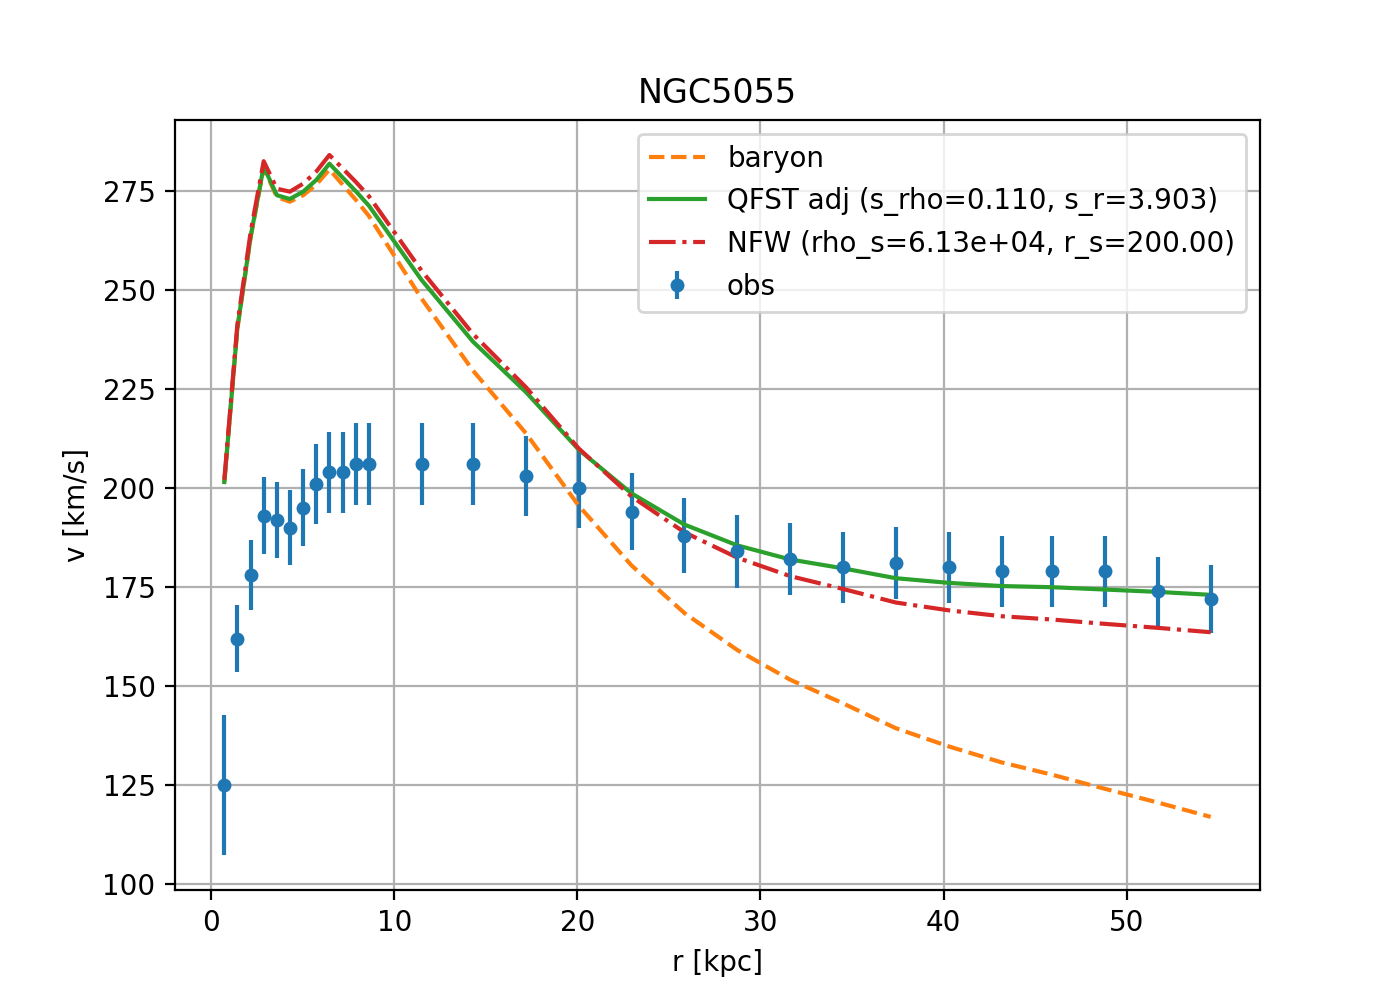 NGC5055
baryon
QFST adj (s_rho=0.110, s_r=3.903)
NFW (rho_s=6.13e+04, r_s=200.00)
obs
v [km/s]
275
250
225
200
175
150
125
100
0 10 20 30 40 50
r [kpc]